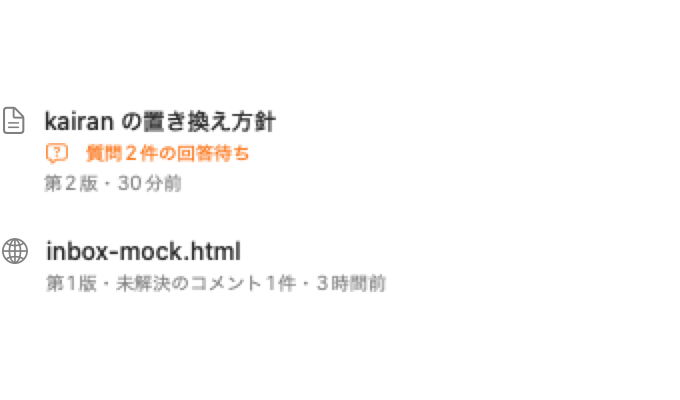 kairan の置き換え方針
質問2件の回答待ち
第2版・30分前
inbox-mock.html
第1版・未解決のコメント1件・3時間前